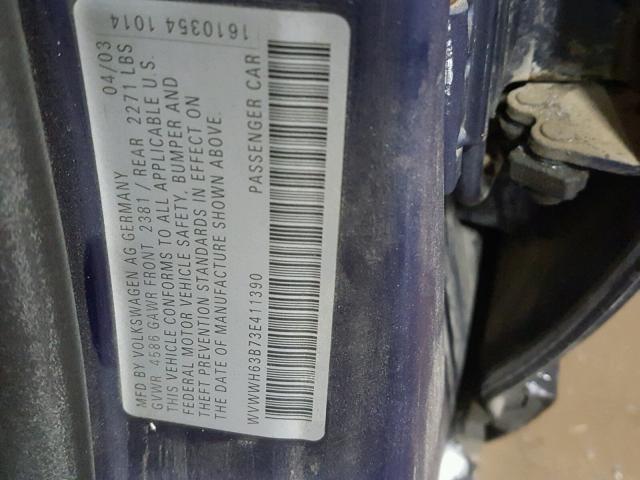 MFD BY VOLKSWAGEN AG GERMANY 04/03
GVWR 4586 GAWR FRONT 2381 / REAR 2271 LBS
THIS VEHICLE CONFORMS TO ALL APPLICABLE U.S.
FEDERAL MOTOR VEHICLE SAFETY, BUMPER AND
THEFT PREVENTION STANDARDS IN EFFECT ON
THE DATE OF MANUFACTURE SHOWN ABOVE.
WVWWH63B73E411390 PASSENGER CAR
1610354 1014